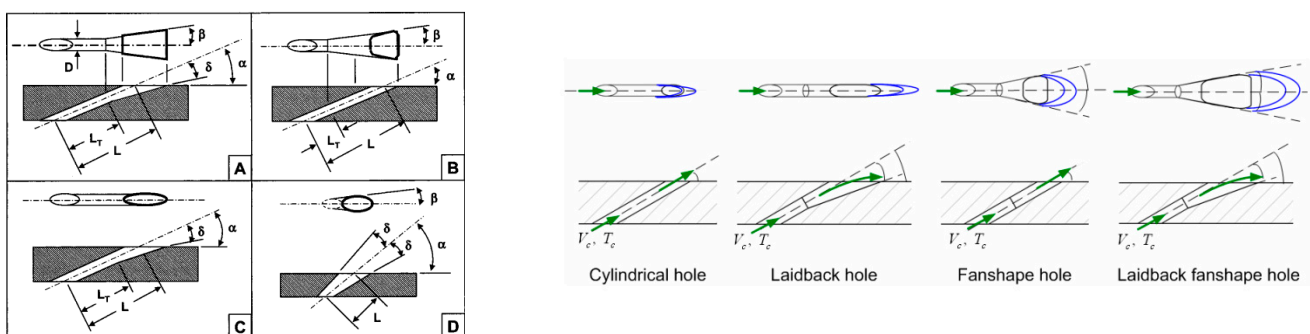 β
β
D
δ
α
α
L_T
L
A
L_T
L
B
β
δ
α
δ
δ
α
L_T
L
C
L
D
V_c, T_c
V_c, T_c
V_c, T_c
V_c, T_c
Cylindrical hole
Laidback hole
Fanshape hole
Laidback fanshape hole